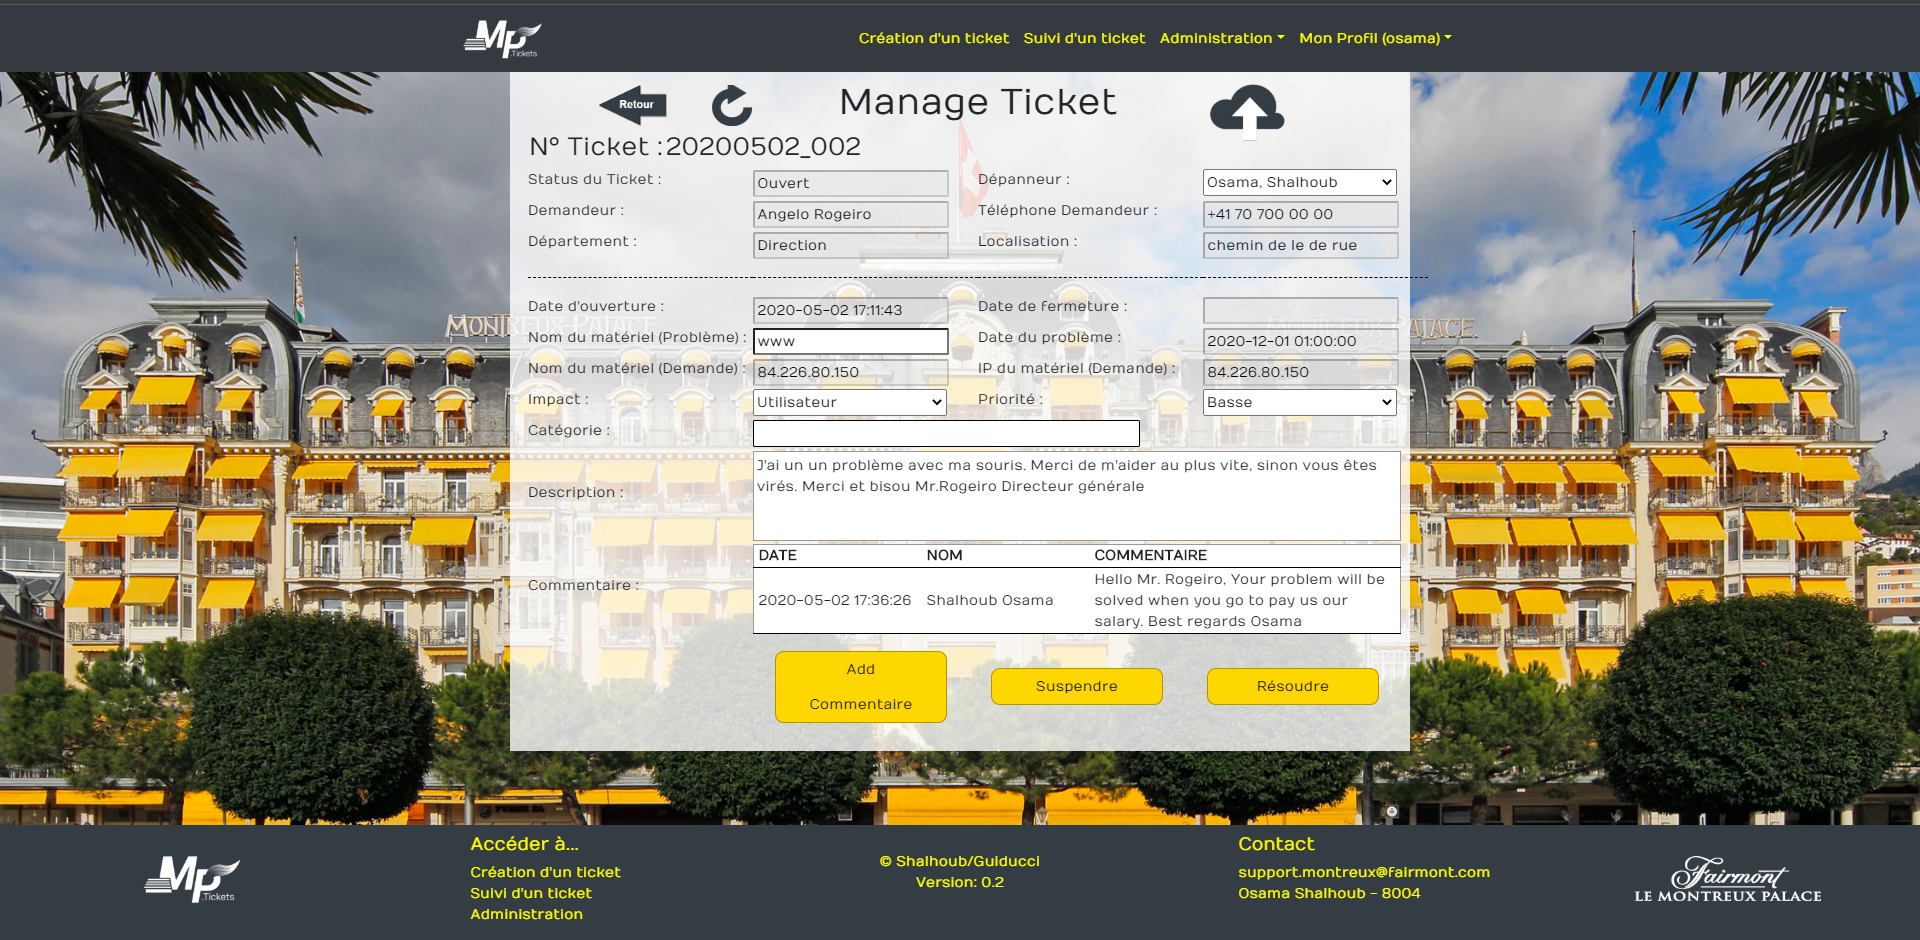 Mp
.Tickets
Création d'un ticket Suivi d'un ticket Administration Mon Profil (osama)
Retour
Manage Ticket
N° Ticket :20200502_002
Status du Ticket : Ouvert Dépanneur : Osama, Shalhoub
Demandeur : Angelo Rogeiro Téléphone Demandeur : +41 70 700 00 00
Département : Direction Localisation : chemin de le de rue
Date d'ouverture : 2020-05-02 17:11:43 Date de fermeture :
MONTREUX-PALACE
Nom du matériel (Problème) : www Date du problème : 2020-12-01 01:00:00
Nom du matériel (Demande) : 84.226.80.150 IP du matériel (Demande) : 84.226.80.150
Impact : Utilisateur Priorité : Basse
Catégorie :
Description :
J'ai un un problème avec ma souris. Merci de m'aider au plus vite, sinon vous êtes
virés. Merci et bisou Mr.Rogeiro Directeur générale
Commentaire :
DATE NOM COMMENTAIRE
2020-05-02 17:36:26 Shalhoub Osama
Hello Mr. Rogeiro, Your problem will be
solved when you go to pay us our
salary. Best regards Osama
Add
Commentaire
Suspendre
Résoudre
Mp
.Tickets
Accéder à...
Création d'un ticket
Suivi d'un ticket
Administration
© Shalhoub/Guiducci
Version: 0.2
Contact
support.montreux@fairmont.com
Osama Shalhoub - 8004
Fairmont
LE MONTREUX PALACE